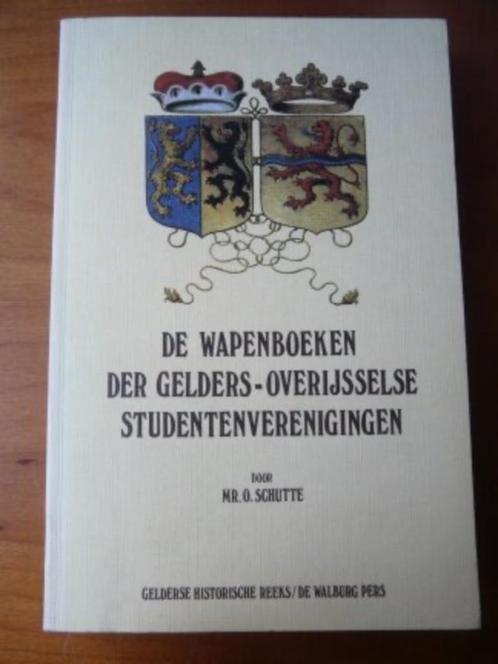 DE WAPENBOEKEN
DER GELDERS-OVERIJSSELSE
STUDENTENVERENIGINGEN
DOOR
MR. O. SCHUTTE
GELDERSE HISTORISCHE REEKS/DE WALBURG PERS